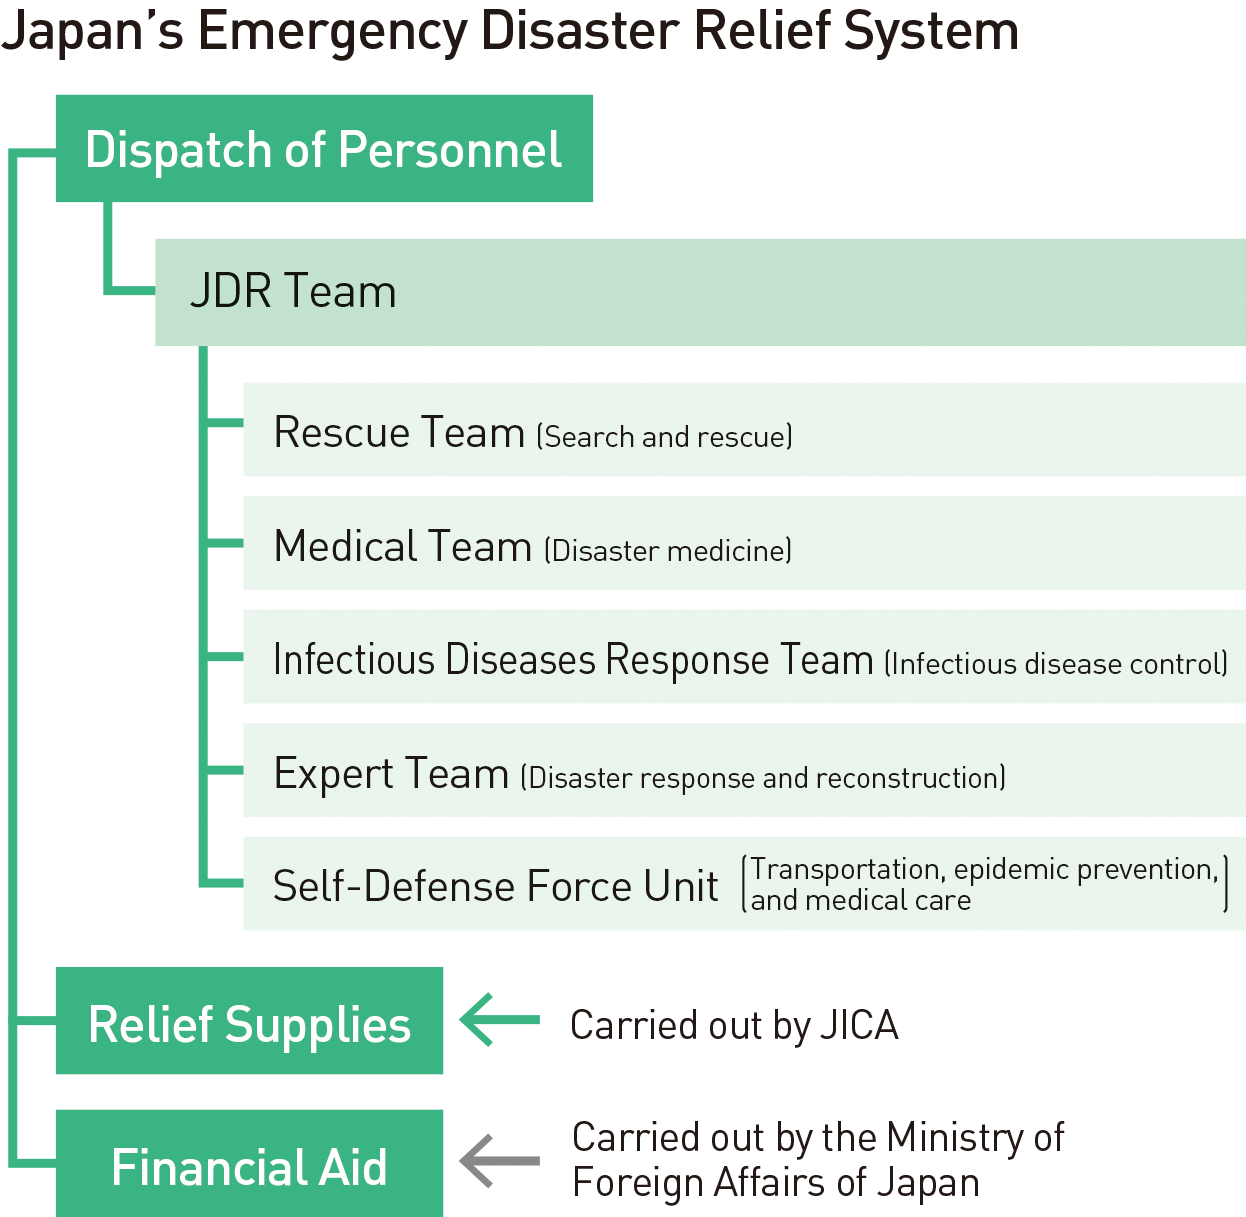 Japan’s Emergency Disaster Relief System
Dispatch of Personnel
JDR Team
Rescue Team (Search and rescue)
Medical Team (Disaster medicine)
Infectious Diseases Response Team (Infectious disease control)
Expert Team (Disaster response and reconstruction)
Self-Defense Force Unit (Transportation, epidemic prevention,
and medical care)
Relief Supplies
Carried out by JICA
Financial Aid
Carried out by the Ministry of
Foreign Affairs of Japan